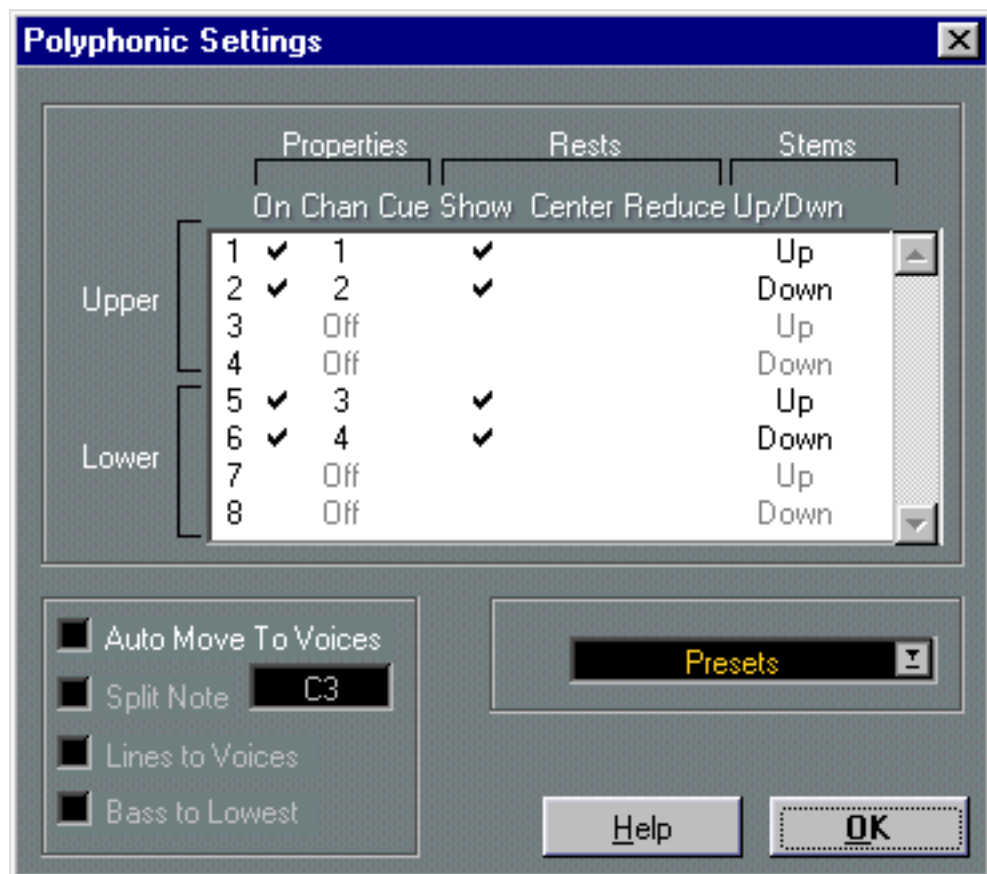 Polyphonic Settings
Properties Rests Stems
On Chan Cue Show Center Reduce Up/Dwn
Upper
1 ✔ 1 ✔ Up
2 ✔ 2 ✔ Down
3 Off Up
4 Off Down
Lower
5 ✔ 3 ✔ Up
6 ✔ 4 ✔ Down
7 Off Up
8 Off Down
Auto Move To Voices
Split Note C3
Lines to Voices
Bass to Lowest
Presets
Help OK